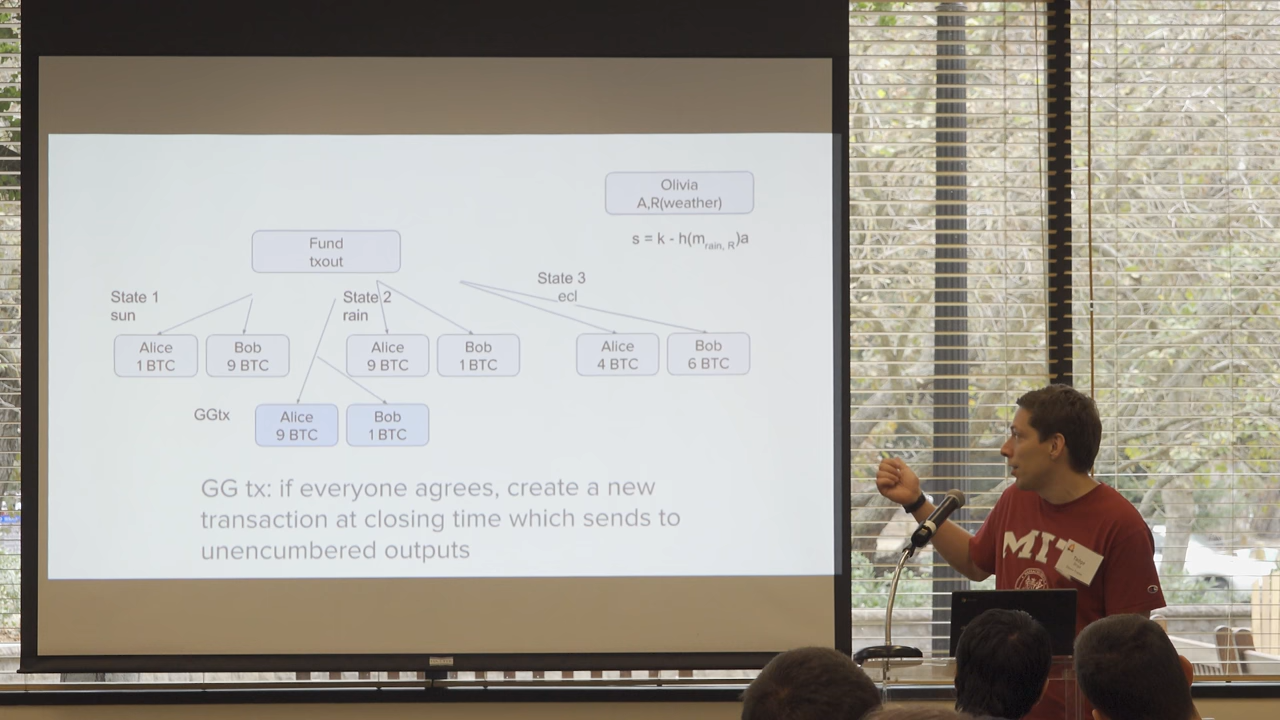 Olivia
A,R(weather)
s = k - h(m rain, R)a
Fund
txout
State 1
sun
State 2
rain
State 3
ecl
Alice
1 BTC
Bob
9 BTC
Alice
9 BTC
Bob
1 BTC
Alice
4 BTC
Bob
6 BTC
GGtx
Alice
9 BTC
Bob
1 BTC
GG tx: if everyone agrees, create a new
transaction at closing time which sends to
unencumbered outputs
MIT